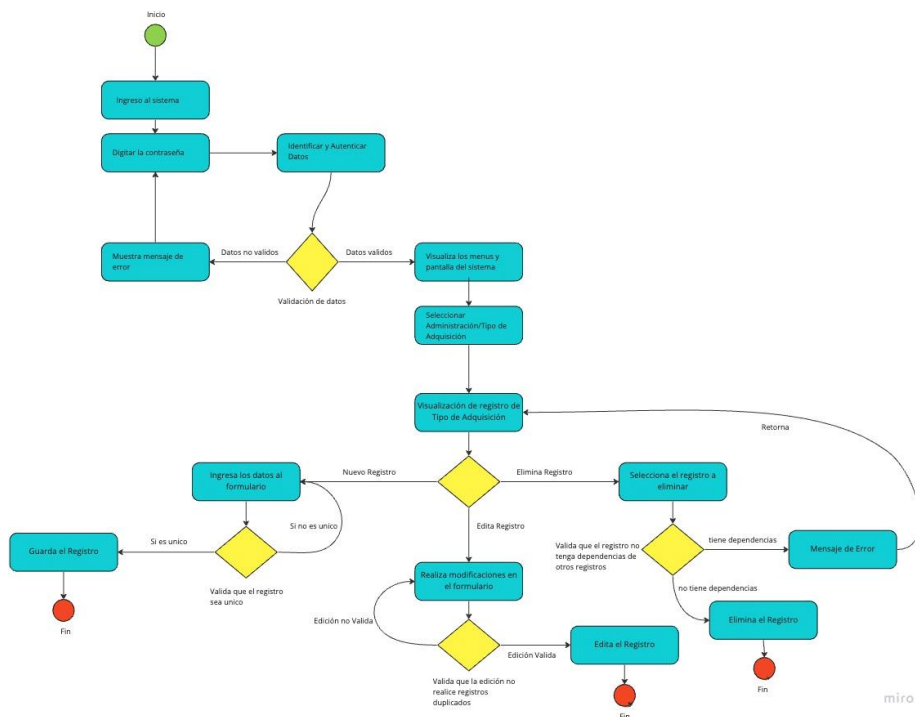 Inicio
Ingreso al sistema
Digitar la contraseña
Identificar y Autenticar
Datos
Muestra mensaje de
error
Datos no validos
Datos validos
Validación de datos
Visualiza los menus y
pantalla del sistema
Seleccionar
Administración/Tipo de
Adquisición
Visualización de registro de
Tipo de Adquisición
Retorna
Nuevo Registro
Elimina Registro
Edita Registro
Ingresa los datos al
formulario
Si no es unico
Si es unico
Valida que el registro
sea unico
Guarda el Registro
Fin
Selecciona el registro a
eliminar
Valida que el registro no
tenga dependencias de
otros registros
tiene dependencias
Mensaje de Error
no tiene dependencias
Elimina el Registro
Fin
Realiza modificaciones en
el formulario
Edición no Valida
Edición Valida
Valida que la edición no
realice registros
duplicados
Edita el Registro
Fin
miro